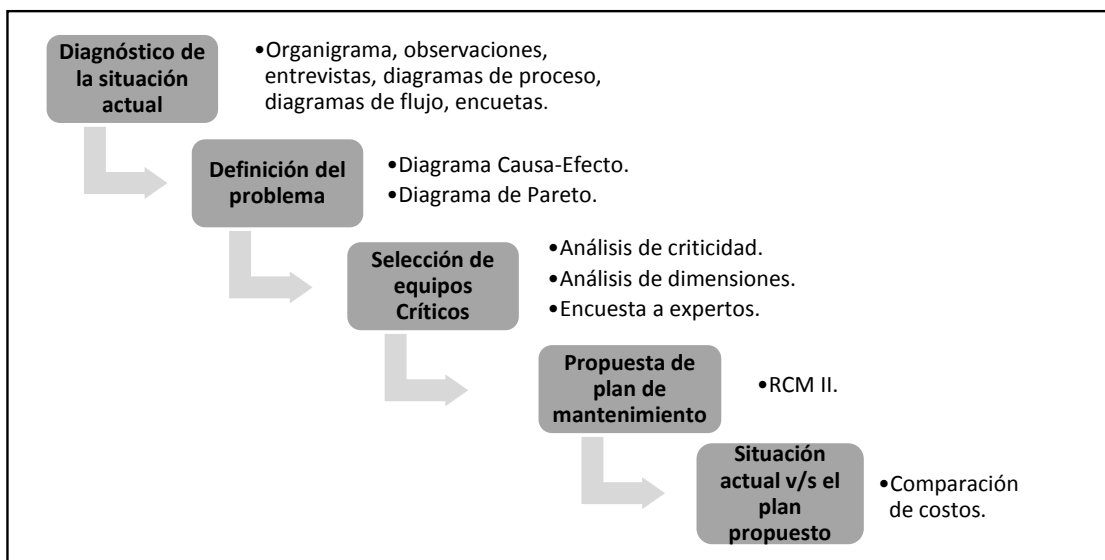 Diagnóstico de
la situación
actual
•Organigrama, observaciones,
entrevistas, diagramas de proceso,
diagramas de flujo, encuetas.
Definición del
problema
•Diagrama Causa-Efecto.
•Diagrama de Pareto.
Selección de
equipos
Críticos
•Análisis de criticidad.
•Análisis de dimensiones.
•Encuesta a expertos.
Propuesta de
plan de
mantenimiento
•RCM II.
Situación
actual v/s el
plan
propuesto
•Comparación
de costos.